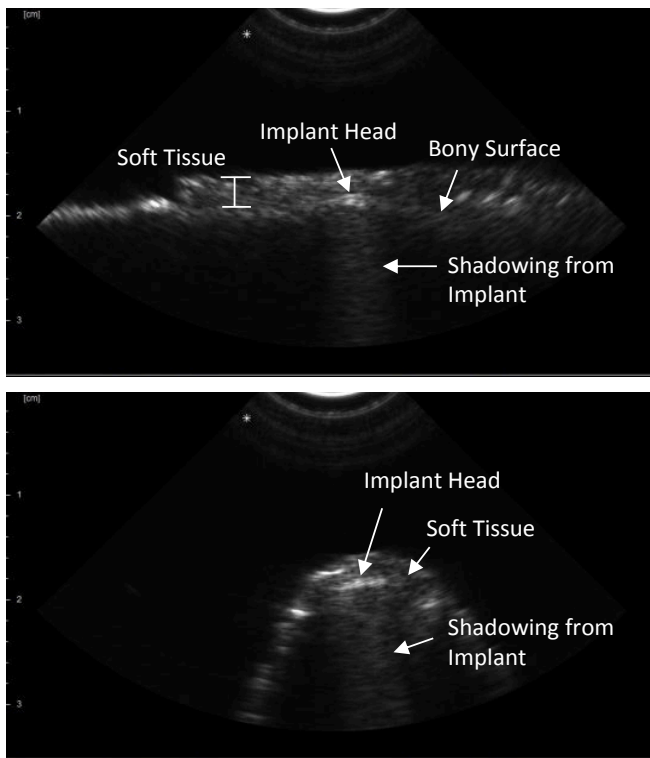 [cm]
Implant Head
Soft Tissue
Bony Surface
1
2
Shadowing from
Implant
3
[cm]
Implant Head
1
Soft Tissue
2
Shadowing from
Implant
3